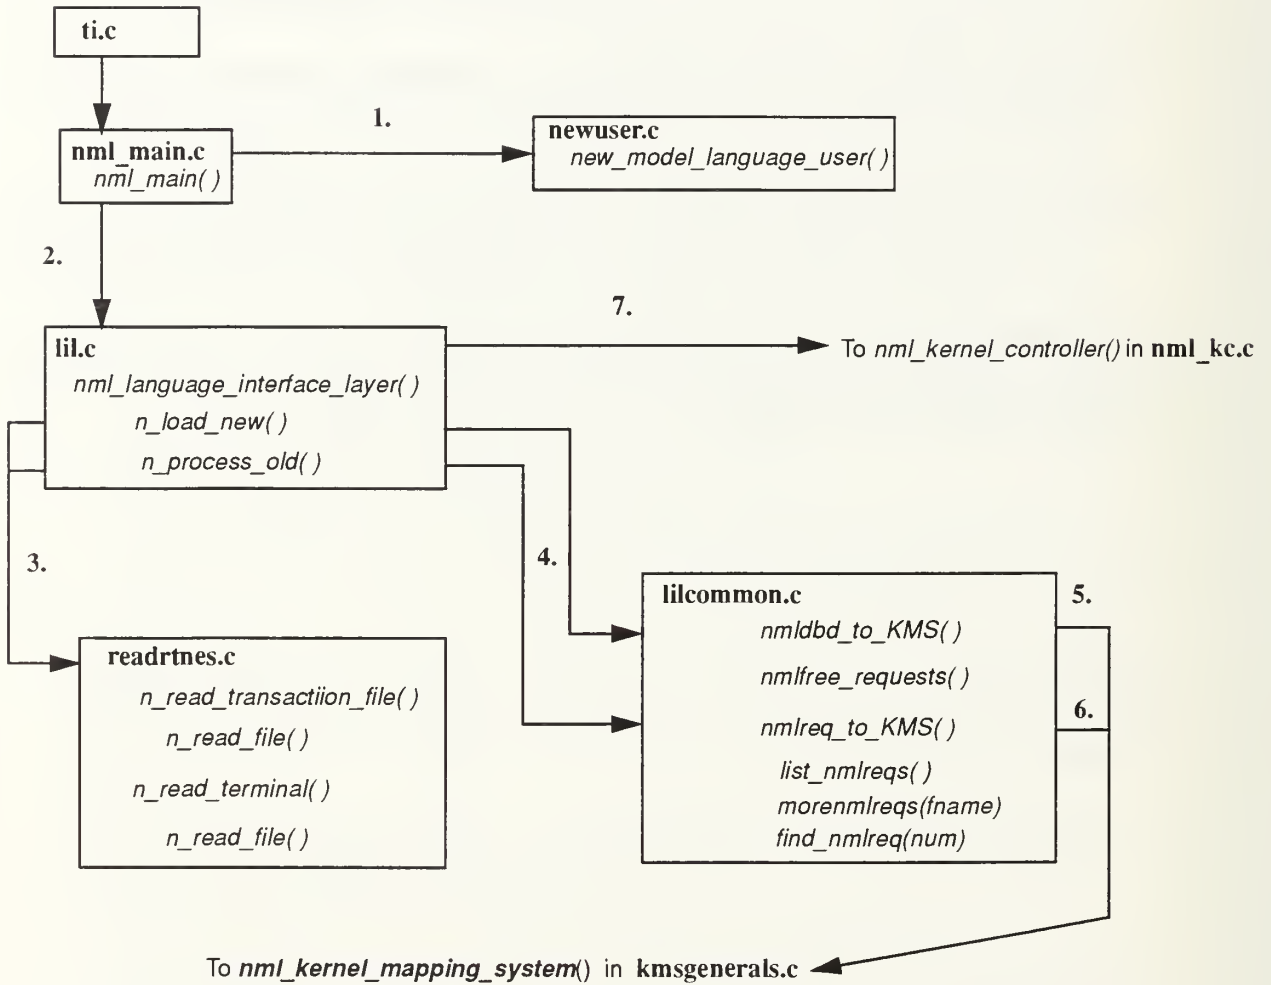 ti.c
1.
nml_main.c
nml_main( )
newuser.c
new_model_language_user( )
2.
7.
lil.c
nml_language_interface_layer( )
n_load_new( )
n_process_old( )
To nml_kernel_controller() in nml_kc.c
3.
4.
readrtnes.c
n_read_transactiion_file( )
n_read_file( )
n_read_terminal( )
n_read_file( )
lilcommon.c
5.
nmldbd_to_KMS( )
nmlfree_requests( )
6.
nmlreq_to_KMS( )
list_nmlreqs( )
morenmlreqs(fname)
find_nmlreq(num)
To nml_kernel_mapping_system() in kmsgenerals.c